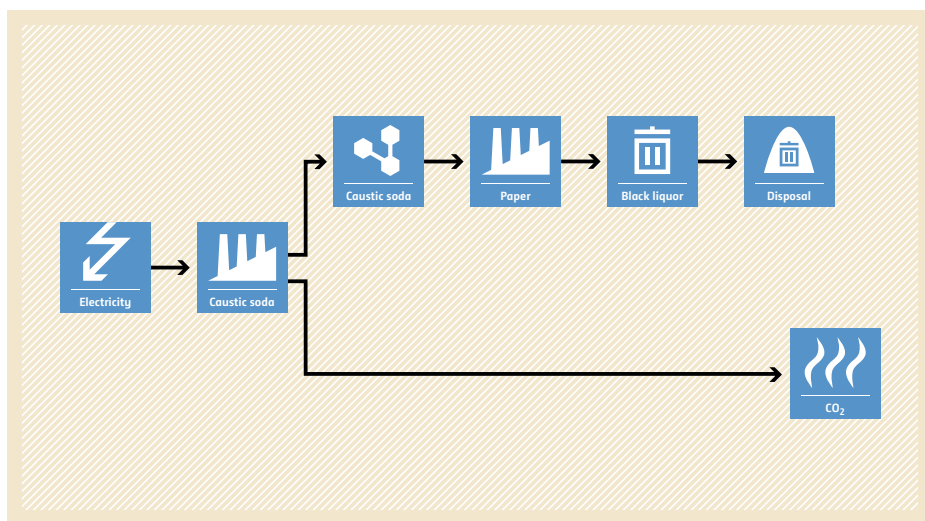 Caustic soda
Paper
Black liquor
Disposal
Electricity
Caustic soda
CO₂